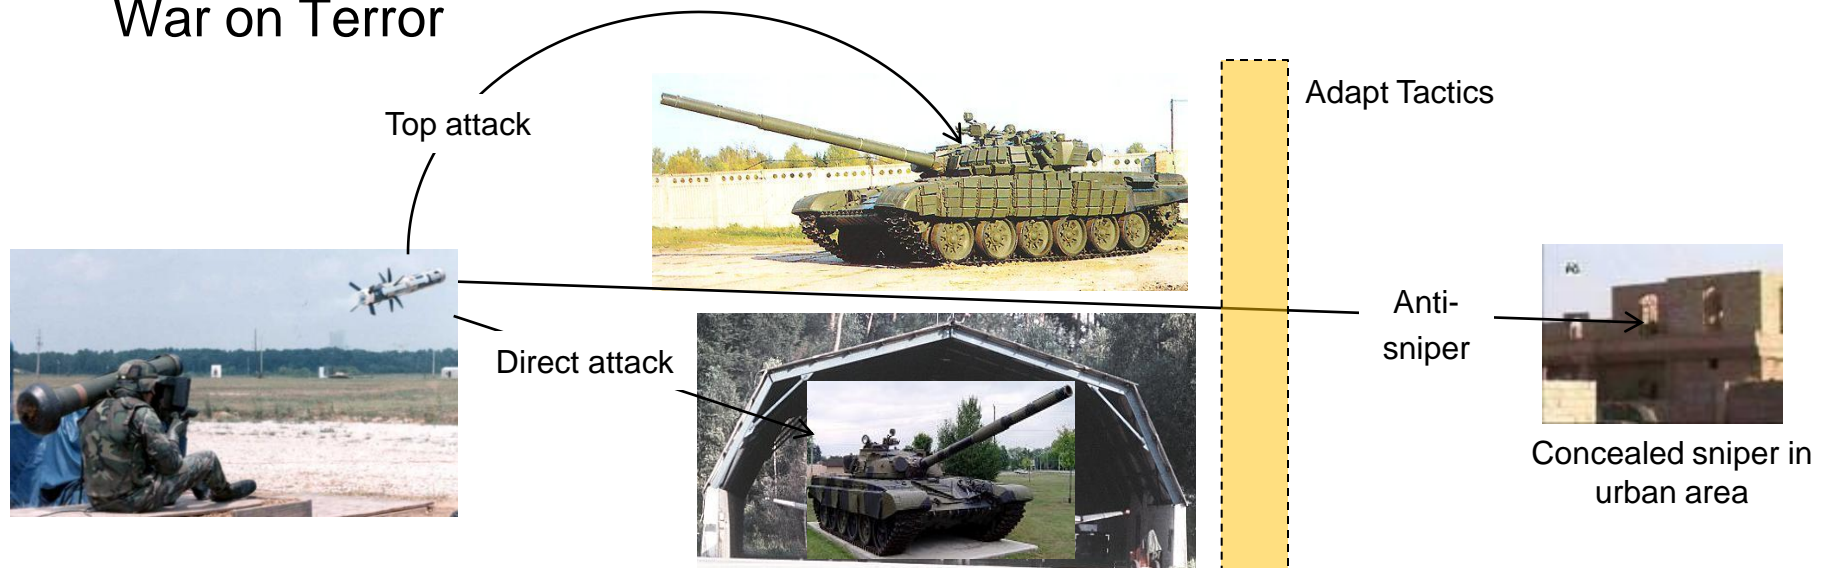 War on Terror
Top attack
Adapt Tactics
Anti-
sniper
Direct attack
Concealed sniper in
urban area